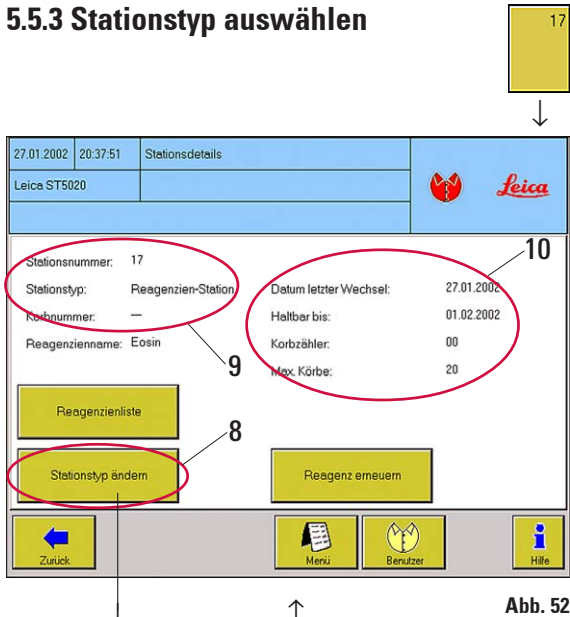 5.5.3 Stationstyp auswählen
17
27.01.2002 20:37:51 Stationsdetails
Leica ST5020
Leica
10
Stationsnummer: 17
Stationstyp: Reagenzien-Station
Korbnummer: —
Reagenzienname: Eosin
Datum letzter Wechsel: 27.01.2002
Haltbar bis: 01.02.2002
Korbzähler: 00
Max. Körbe: 20
9
Reagenzienliste
8
Stationstyp ändern
Reagenz erneuern
Zurück
Menü
Benutzer
Hilfe
Abb. 52